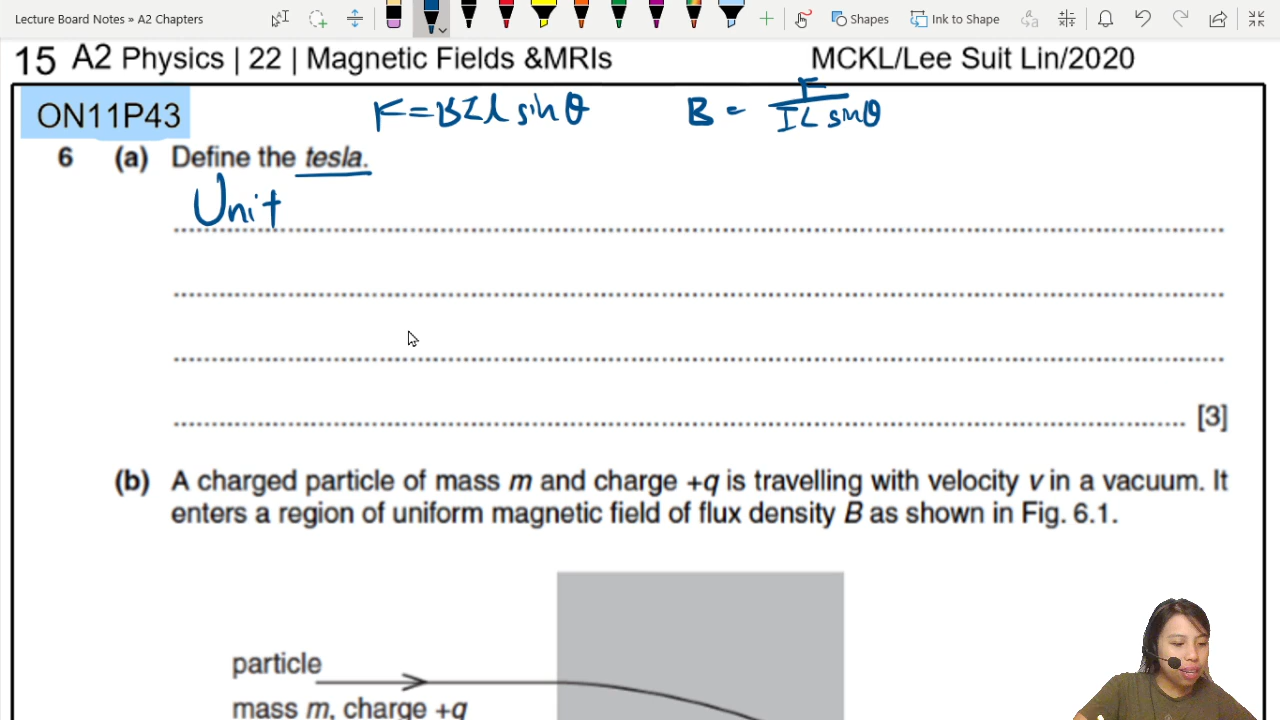 Lecture Board Notes » A2 Chapters
Shapes
Ink to Shape
15 A2 Physics | 22 | Magnetic Fields &MRIs MCKL/Lee Suit Lin/2020
ON11P43
F=BIl sinθ B = F/IL sinθ
6 (a) Define the tesla.
Unit
[3]
(b) A charged particle of mass m and charge +q is travelling with velocity v in a vacuum. It
enters a region of uniform magnetic field of flux density B as shown in Fig. 6.1.
particle
mass m, charge +q